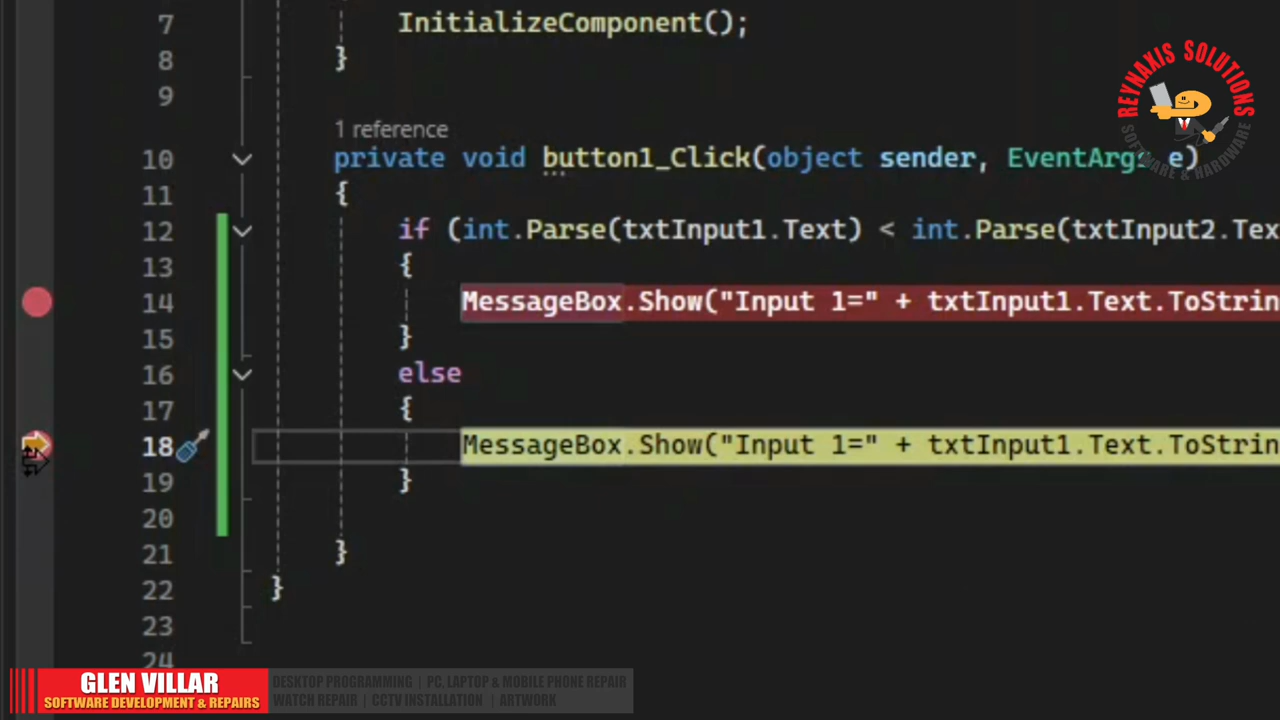 7 InitializeComponent();
8 }
9
1 reference
10 private void button1_Click(object sender, EventArgs e)
11 {
12 if (int.Parse(txtInput1.Text) < int.Parse(txtInput2.Tex
13 {
14 MessageBox.Show("Input 1=" + txtInput1.Text.ToStrin
15 }
16 else
17 {
18 MessageBox.Show("Input 1=" + txtInput1.Text.ToStrin
19 }
20
21 }
22 }
23
24
REYNAXIS SOLUTIONS
SOFTWARE & HARDWARE
GLEN VILLAR
SOFTWARE DEVELOPMENT & REPAIRS
DESKTOP PROGRAMMING | PC, LAPTOP & MOBILE PHONE REPAIR
WATCH REPAIR | CCTV INSTALLATION | ARTWORK